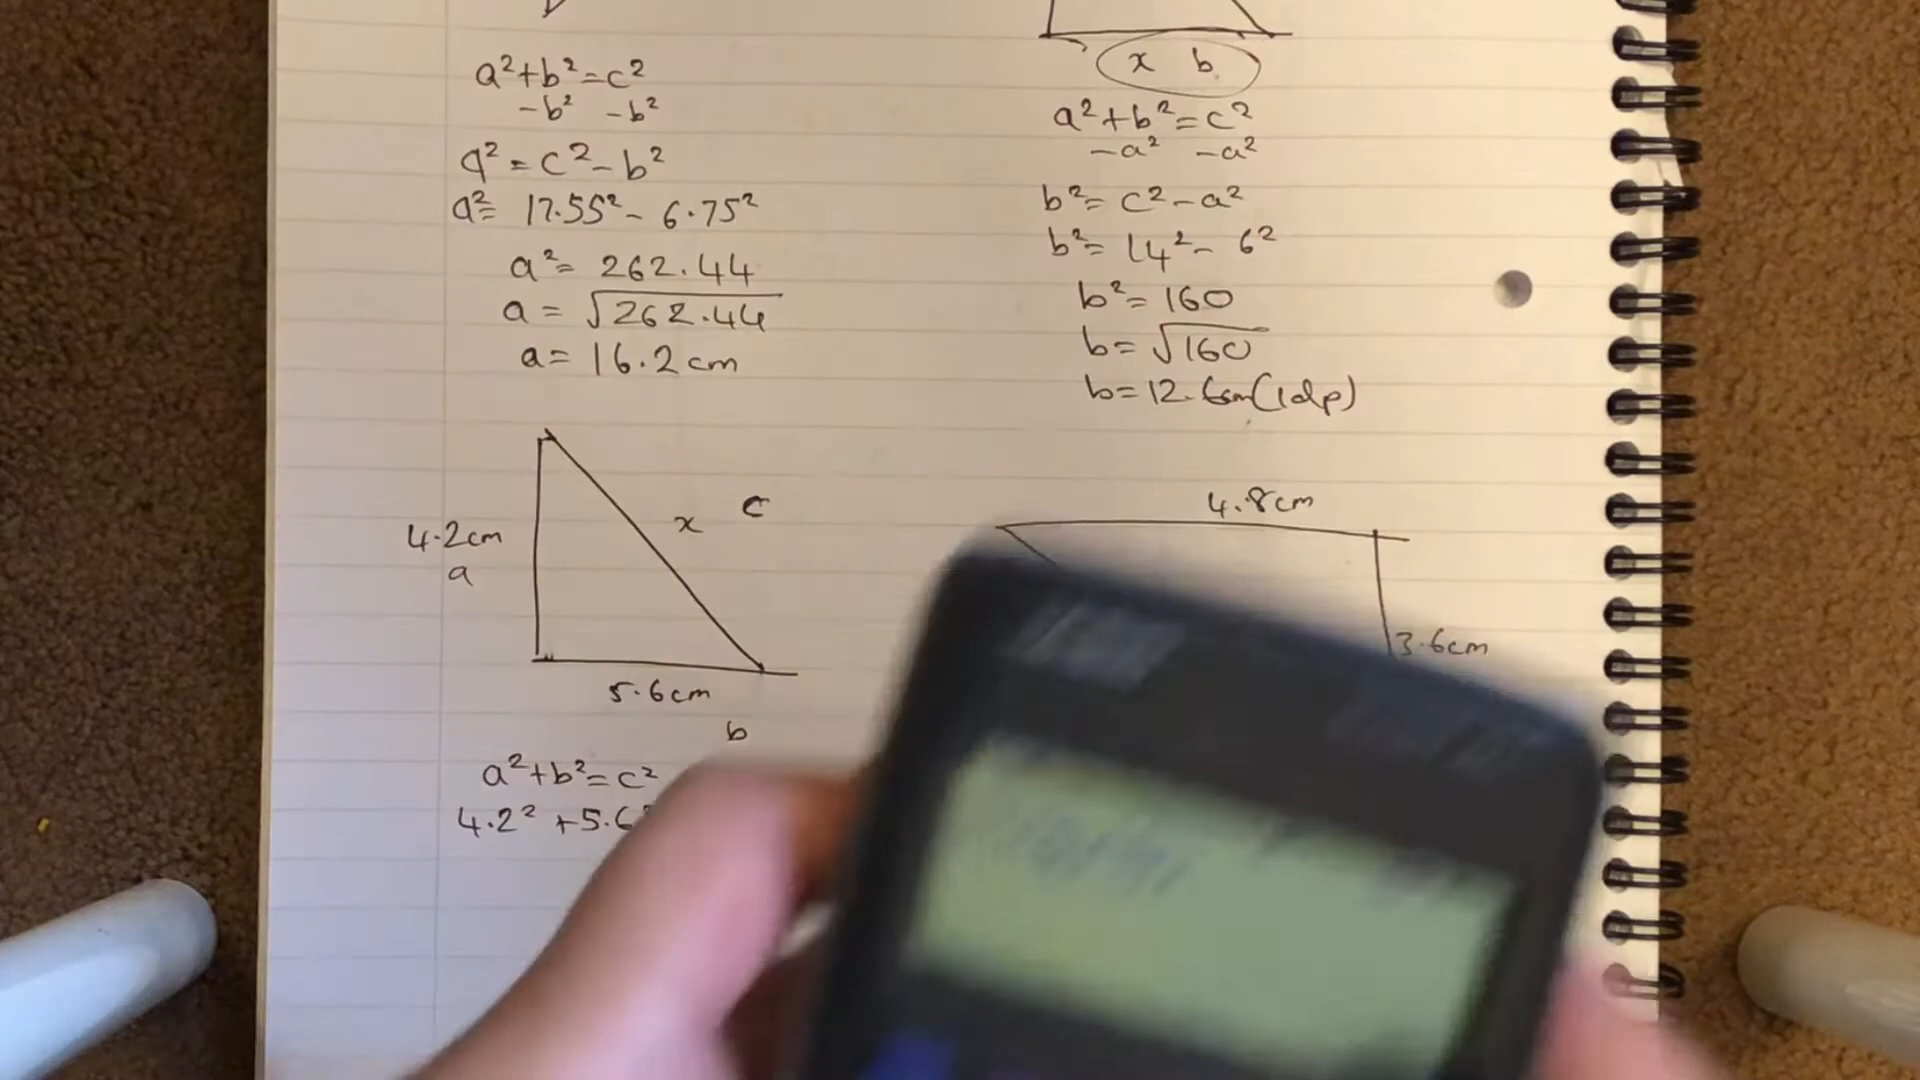 a²+b²=c²
-b² -b²
a² = c²-b²
a²= 17.55²- 6.75²
a²= 262.44
a = √262.44
a= 16.2cm
x b
a²+b²=c²
-a² -a²
b²= c²-a²
b²= 14²- 6²
b²= 160
b= √160
b= 12.6cm(1dp)
4.2cm
a
x c
5.6cm
b
a²+b²=c²
4.2² +5.6²
4.8cm
3.6cm